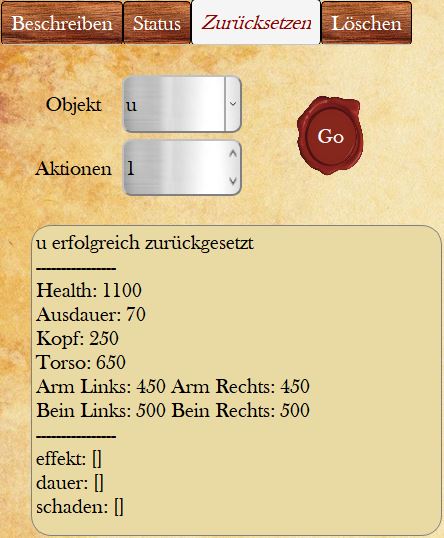 Beschreiben Status Zurücksetzen Löschen
Objekt u
Go
Aktionen 1
u erfolgreich zurückgesetzt
----------------
Health: 1100
Ausdauer: 70
Kopf: 250
Torso: 650
Arm Links: 450 Arm Rechts: 450
Bein Links: 500 Bein Rechts: 500
----------------
effekt: []
dauer: []
schaden: []